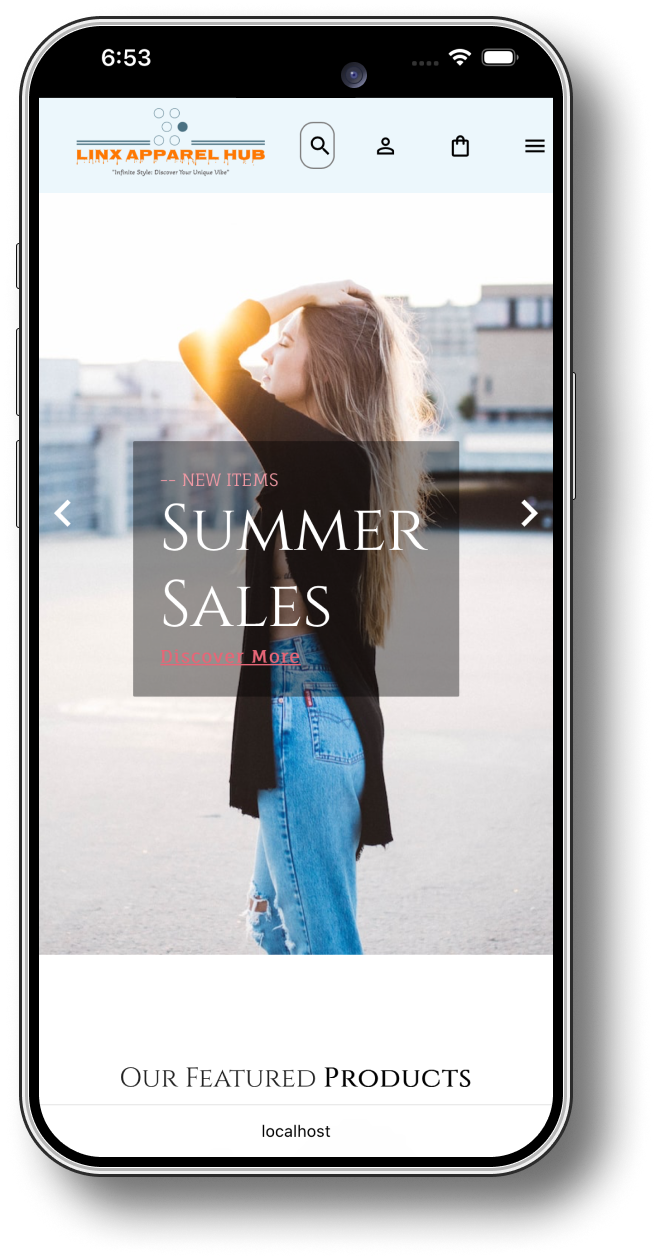 6:53
LINX APPAREL HUB
"Infinite Style: Discover Your Unique Vibe"
-- NEW ITEMS
SUMMER
SALES
Discover More
OUR FEATURED PRODUCTS
localhost